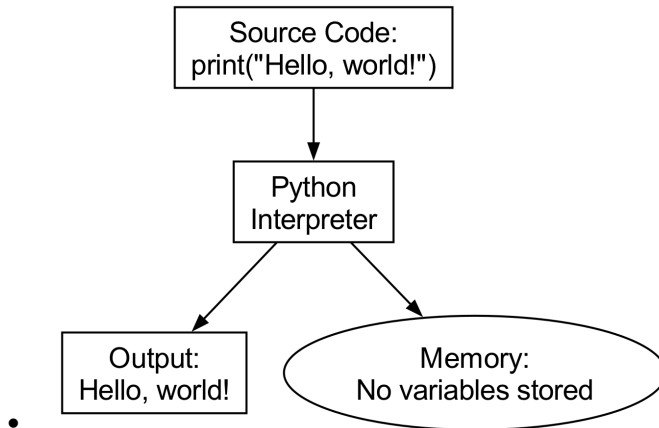 Source Code:
print("Hello, world!")
Python
Interpreter
Output:
Hello, world!
Memory:
No variables stored